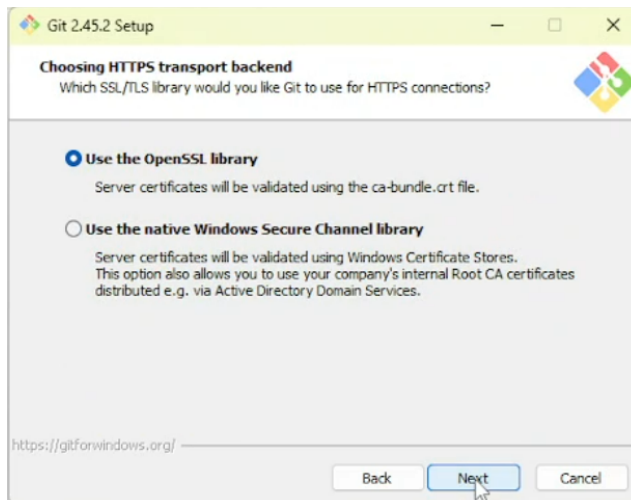 Git 2.45.2 Setup
Choosing HTTPS transport backend
Which SSL/TLS library would you like Git to use for HTTPS connections?
Use the OpenSSL library
Server certificates will be validated using the ca-bundle.crt file.
Use the native Windows Secure Channel library
Server certificates will be validated using Windows Certificate Stores.
This option also allows you to use your company's internal Root CA certificates
distributed e.g. via Active Directory Domain Services.
https://gitforwindows.org/
Back Next Cancel